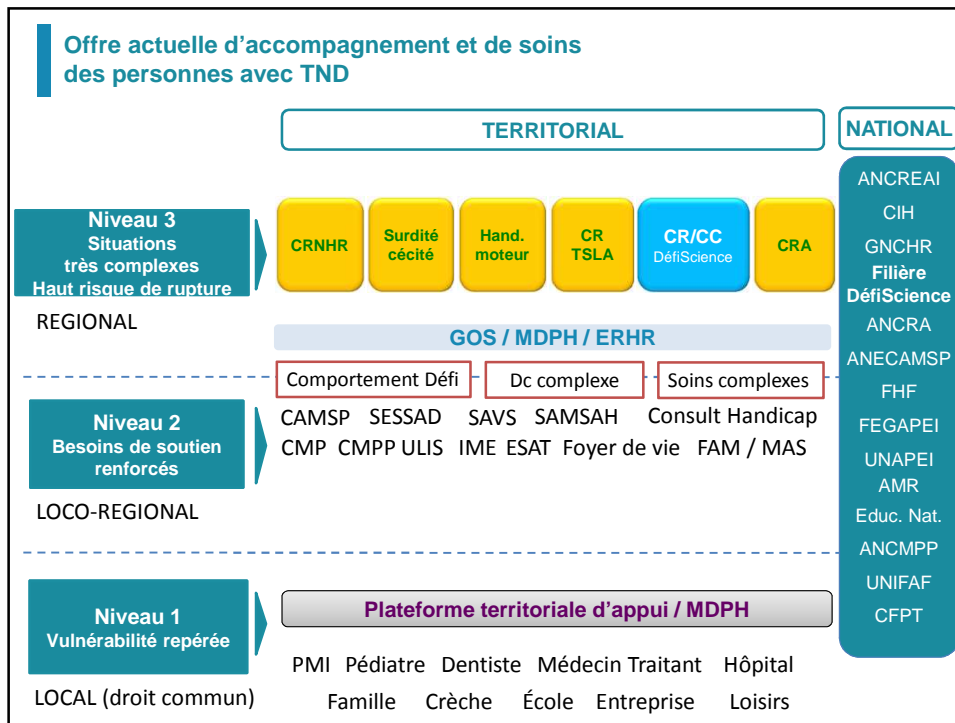 Offre actuelle d'accompagnement et de soins
des personnes avec TND
TERRITORIAL
NATIONAL
Niveau 3
Situations
très complexes
Haut risque de rupture
REGIONAL
CRNHR
Surdité
cécité
Hand.
moteur
CR
TSLA
CR/CC
DéfiScience
CRA
GOS / MDPH / ERHR
Comportement Défi
Dc complexe
Soins complexes
Niveau 2
Besoins de soutien
renforcés
LOCO-REGIONAL
CAMSP SESSAD SAVS SAMSAH Consult Handicap
CMP CMPP ULIS IME ESAT Foyer de vie FAM / MAS
Niveau 1
Vulnérabilité repérée
LOCAL (droit commun)
Plateforme territoriale d'appui / MDPH
PMI Pédiatre Dentiste Médecin Traitant Hôpital
Famille Crèche École Entreprise Loisirs
ANCREAI
CIH
GNCHR
Filière
DéfiScience
ANCRA
ANECAMSP
FHF
FEGAPEI
UNAPEI
AMR
Educ. Nat.
ANCMPP
UNIFAF
CFPT